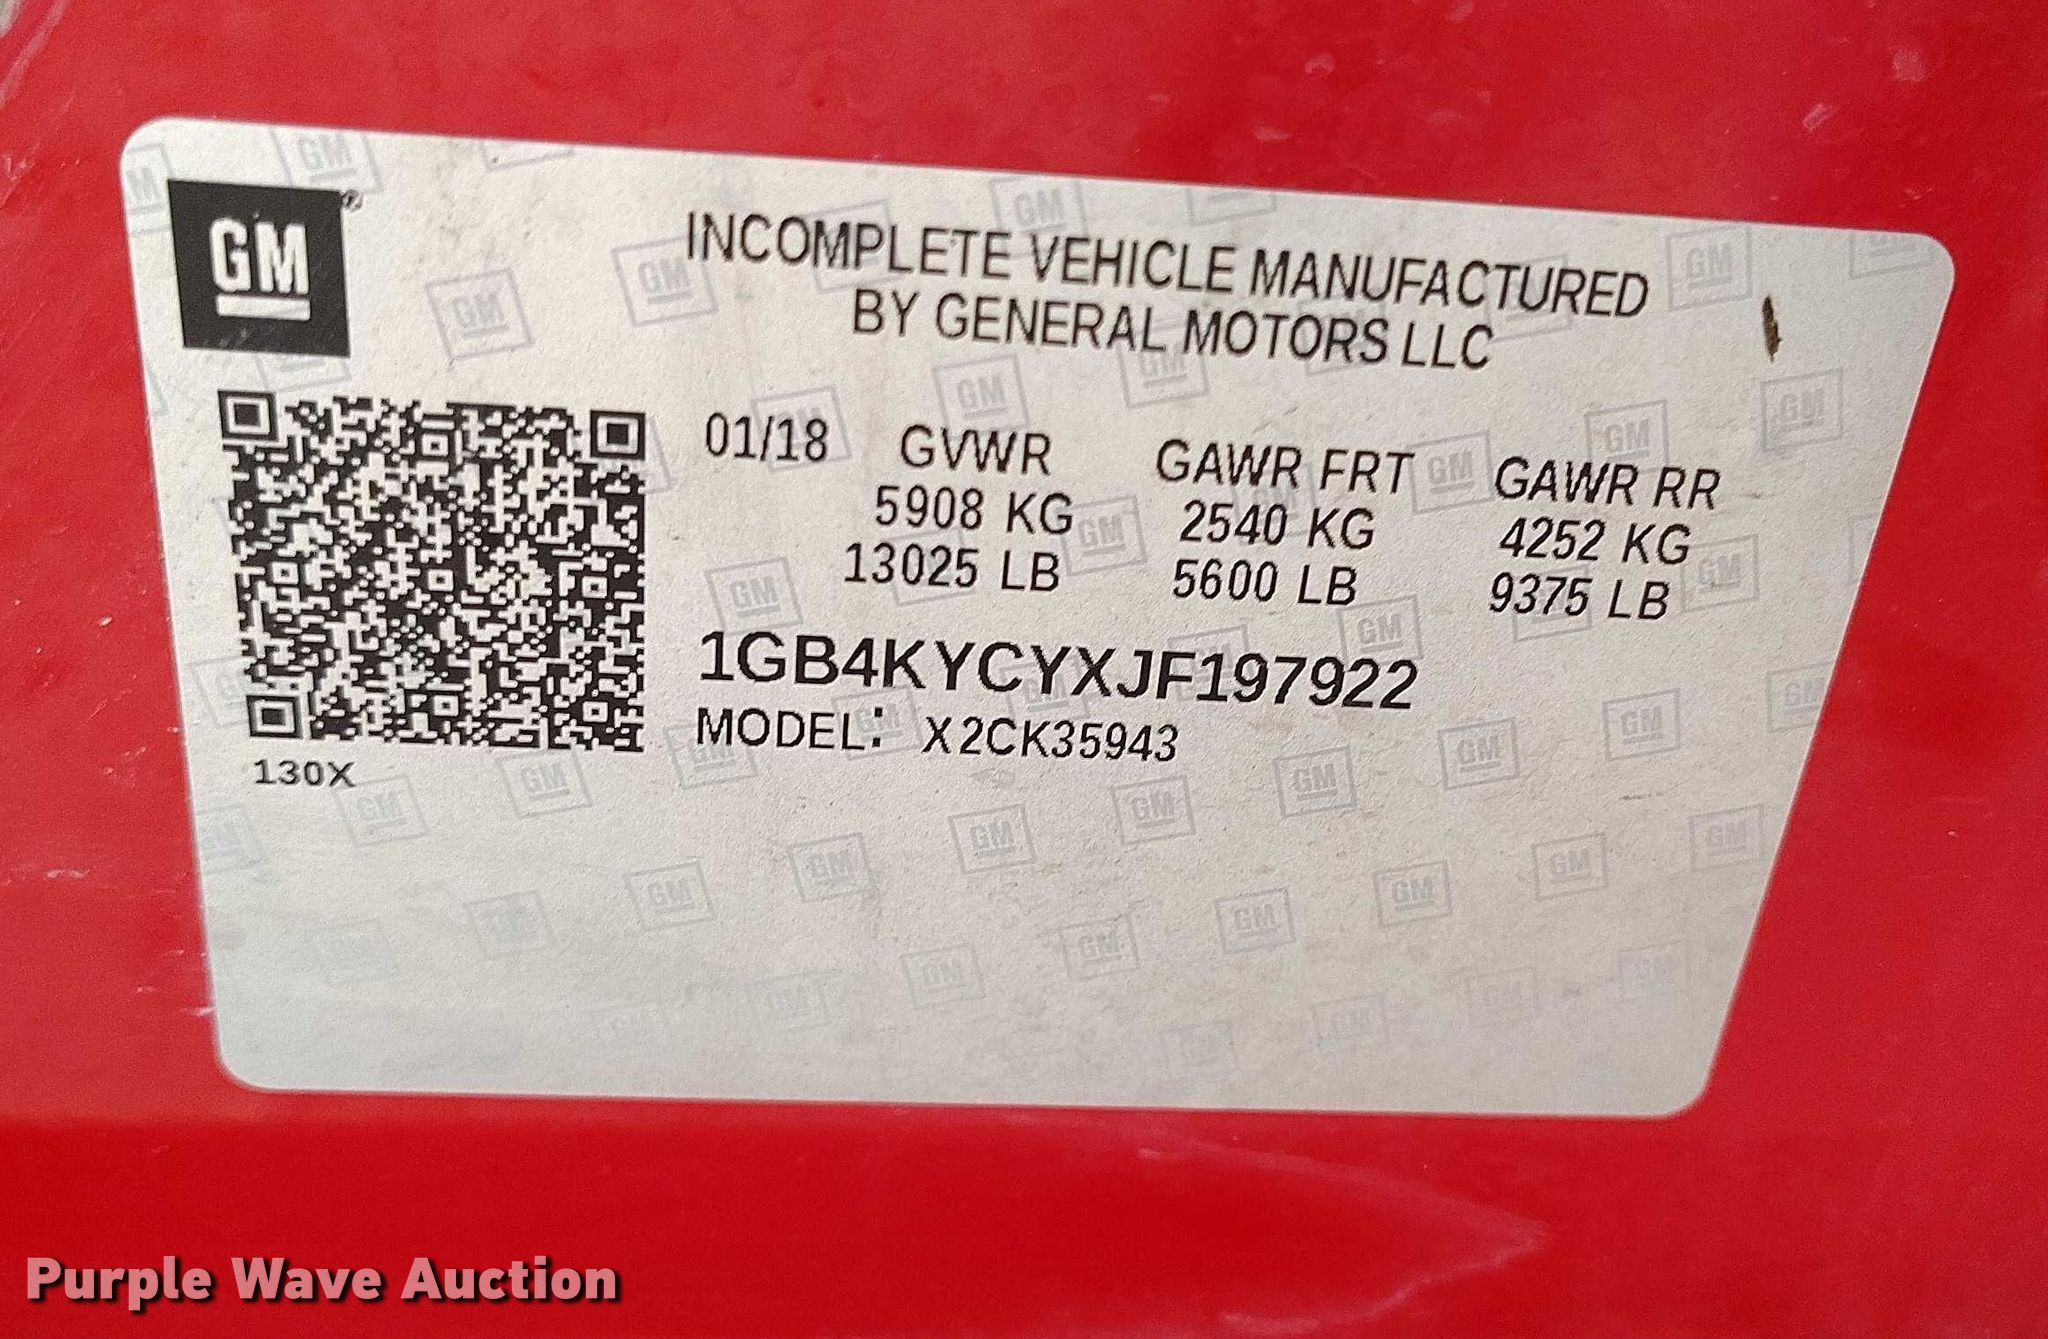 GM
INCOMPLETE VEHICLE MANUFACTURED
BY GENERAL MOTORS LLC
01/18 GVWR GAWR FRT GAWR RR
5908 KG 2540 KG 4252 KG
13025 LB 5600 LB 9375 LB
1GB4KYCYXJF197922
MODEL: X2CK35943
130X
Purple Wave Auction